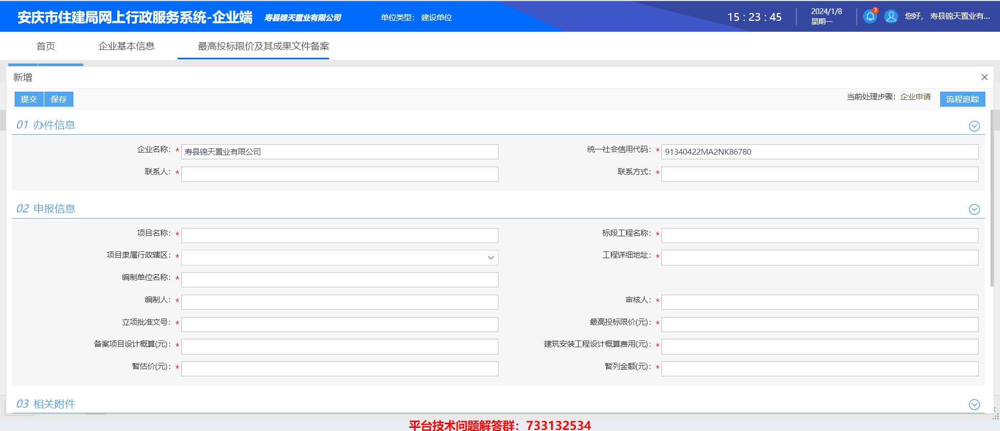 安庆市住建局网上行政服务系统-企业端 寿县锦天置业有限公司 单位类型： 建设单位 15 : 23 : 45 2024/1/8 星期一 3 您好， 寿县锦天置业有...
首页 企业基本信息 最高投标限价及其成果文件备案
新增
提交 保存 当前处理步骤：企业申请 流程追踪
01 办件信息
企业名称：* 寿县锦天置业有限公司 统一社会信用代码：* 91340422MA2NK86780
联系人：* 联系方式：*
02 申报信息
项目名称：* 标段工程名称：*
项目隶属行政辖区：* 工程详细地址：*
编制单位名称：*
编制人：* 审核人：*
立项批准文号：* 最高投标限价(元)：*
备案项目设计概算(元)：* 建筑安装工程设计概算费用(元)：*
暂估价(元)：* 暂列金额(元)：*
03 相关附件
平台技术问题解答群：733132534